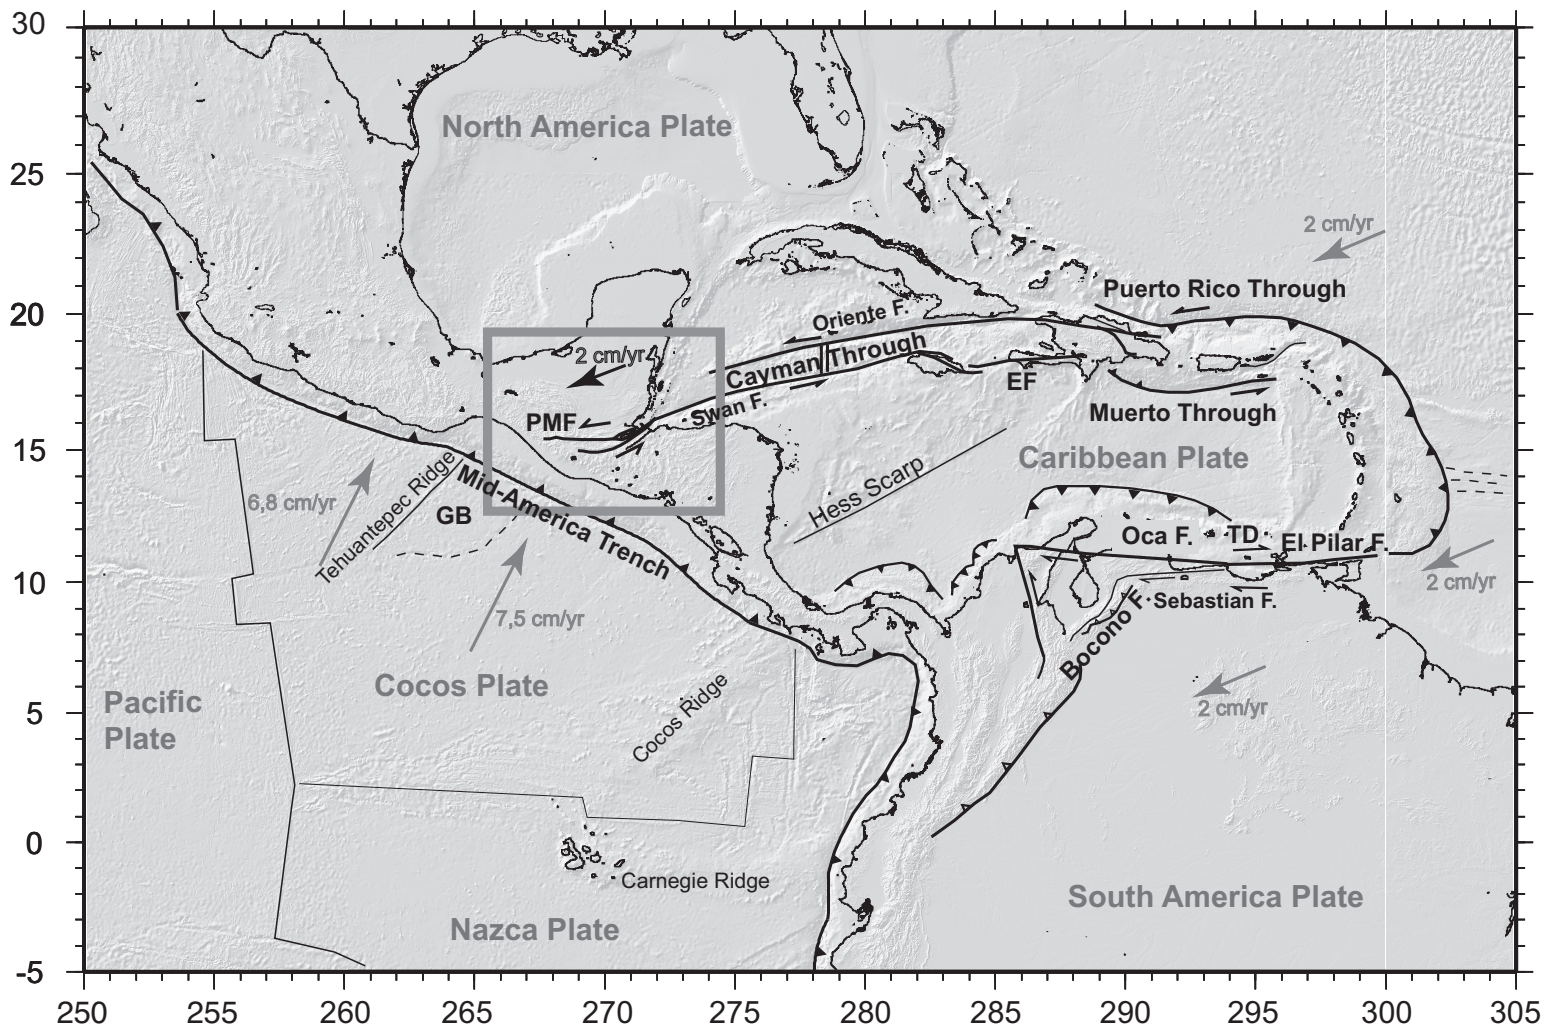 30
North America Plate
25
2 cm/yr
Puerto Rico Through
20
Oriente F.
2 cm/yr
Cayman Through
EF
Swan F.
PMF
Muerto Through
15
Caribbean Plate
Hess Scarp
6,8 cm/yr
Tehuantepec Ridge
GB
Mid-America Trench
Oca F.
TD
El Pilar F.
10
2 cm/yr
7,5 cm/yr
Sebastian F.
Bocono F.
Cocos Plate
Pacific
Plate
Cocos Ridge
2 cm/yr
5
0
Carnegie Ridge
South America Plate
Nazca Plate
-5
250 255 260 265 270 275 280 285 290 295 300 305